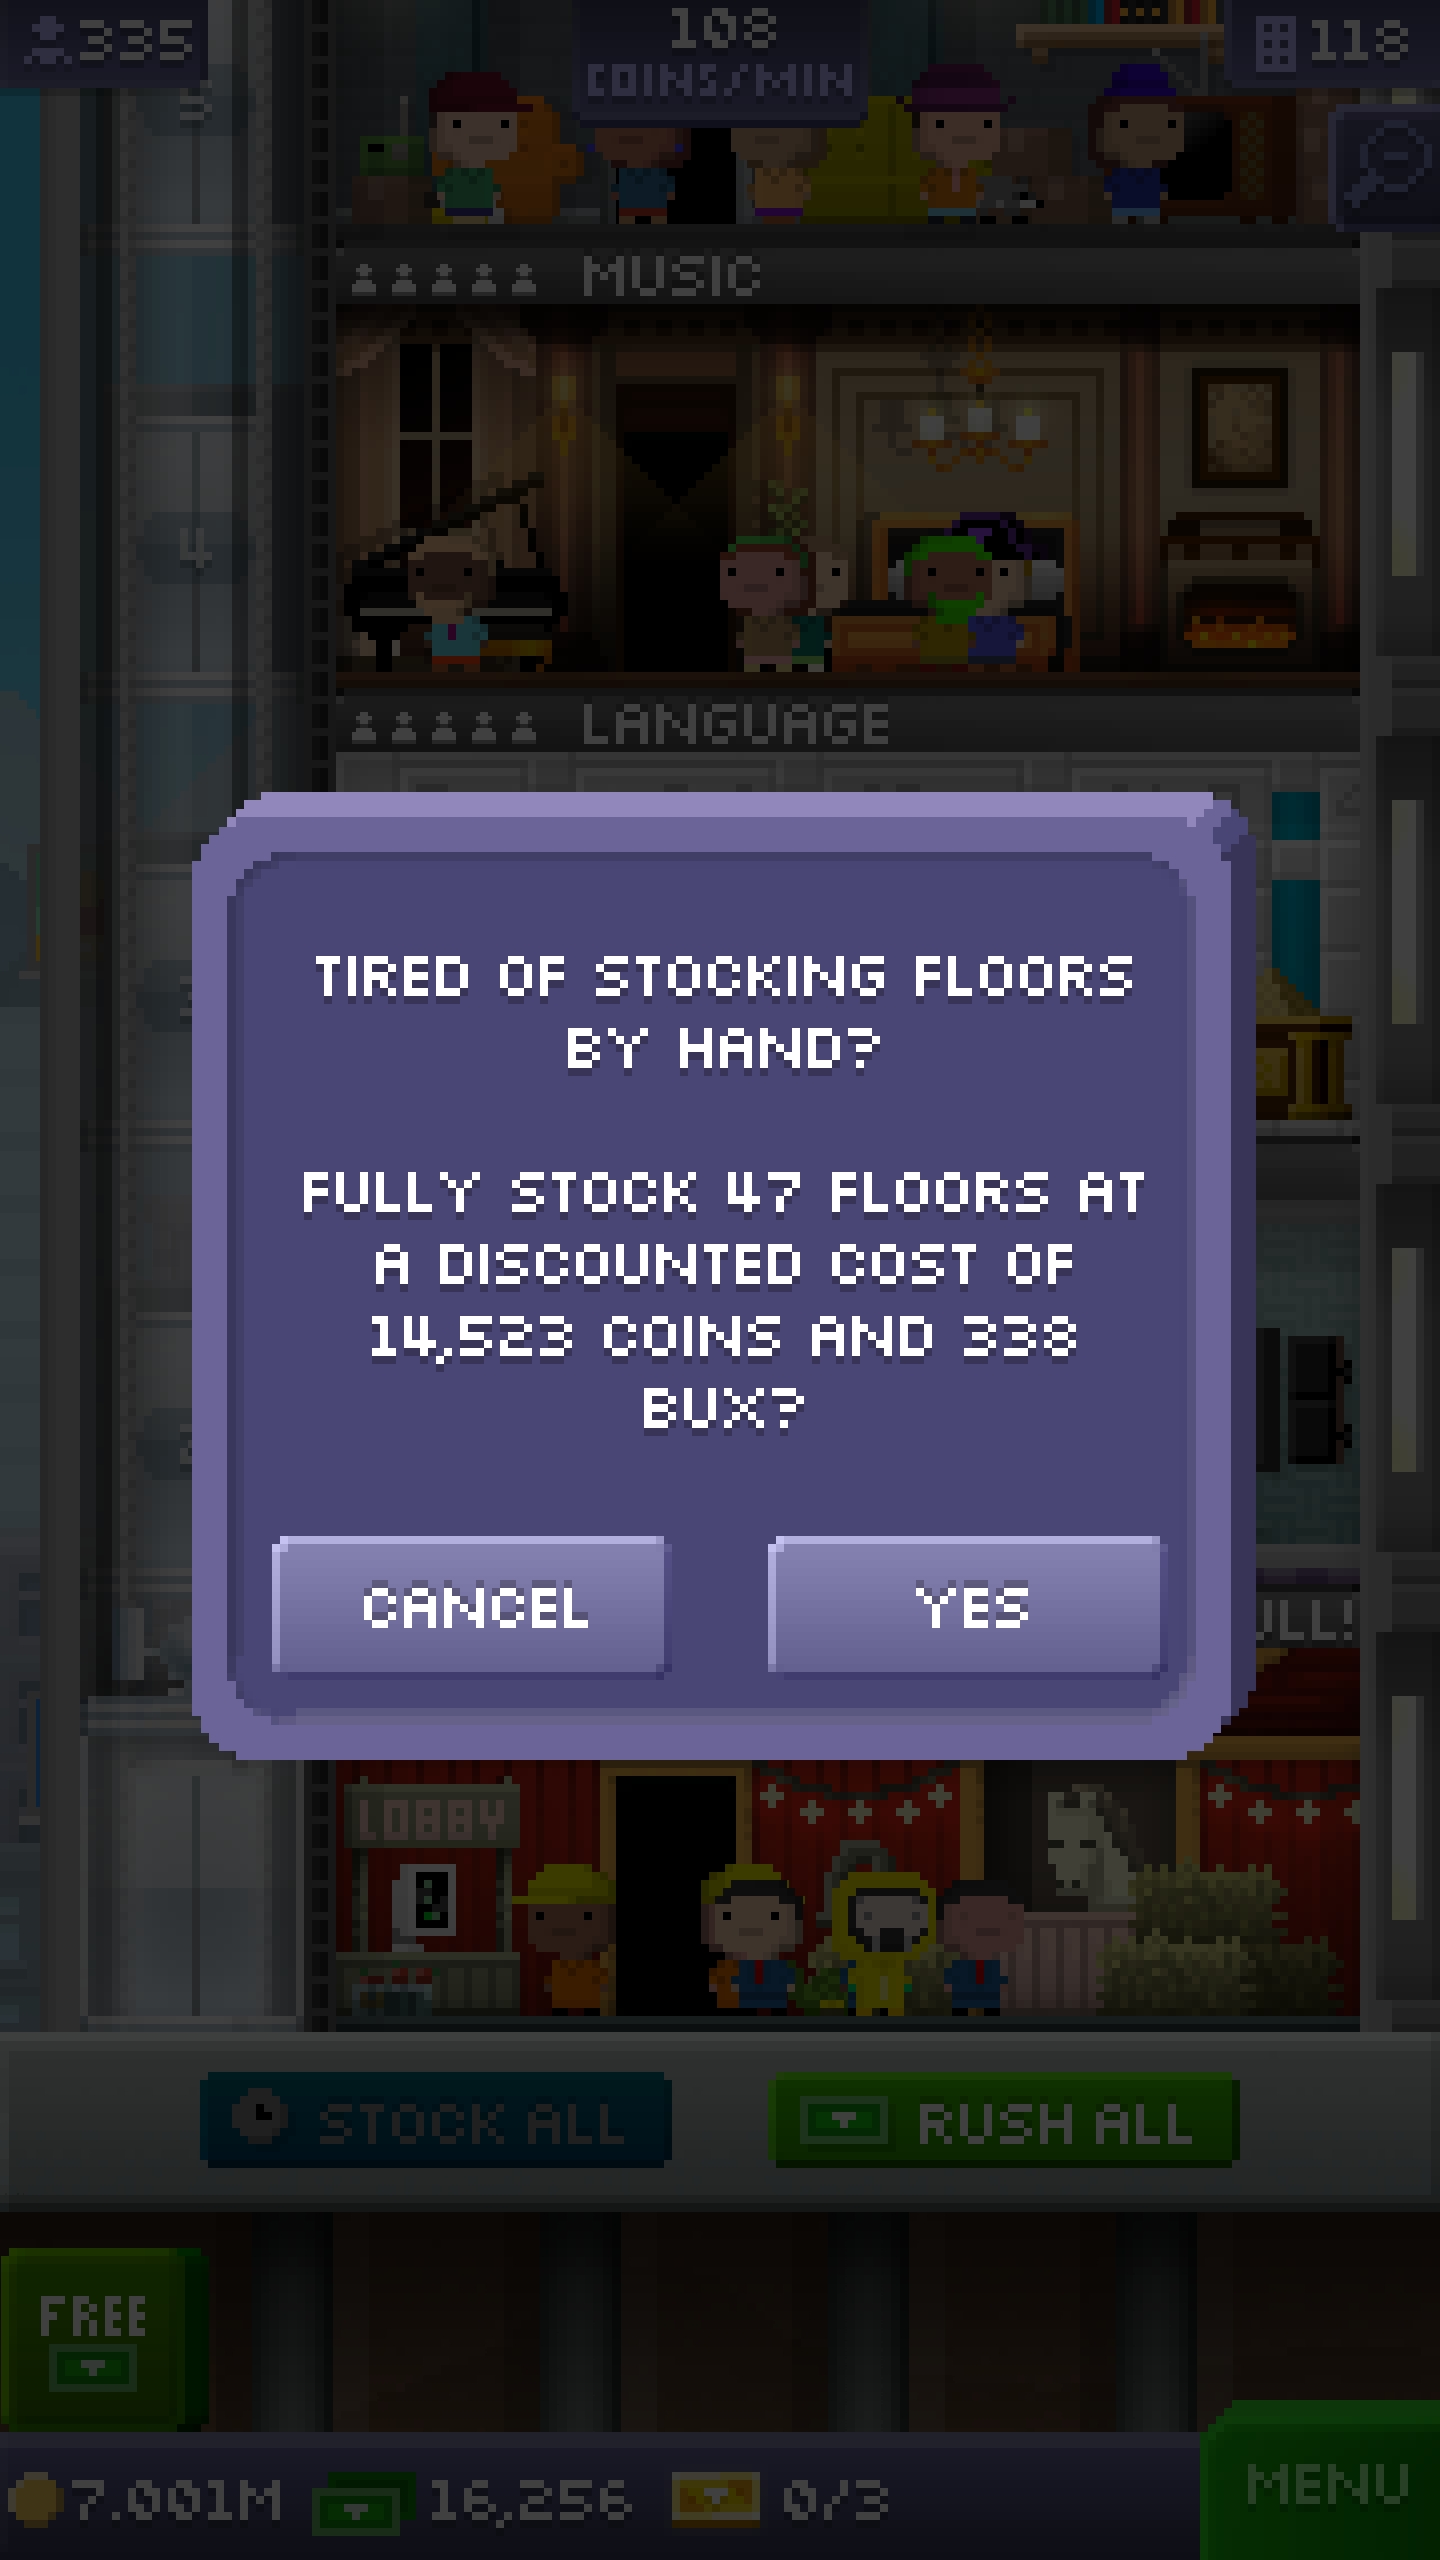 335
108
COINS/MIN
118
5
MUSIC
4
LANGUAGE
TIRED OF STOCKING FLOORS
BY HAND?
FULLY STOCK 47 FLOORS AT
A DISCOUNTED COST OF
14,523 COINS AND 338
BUX?
CANCEL
YES
LOBBY
STOCK ALL
RUSH ALL
FREE
7.001M
16,256
0/3
MENU